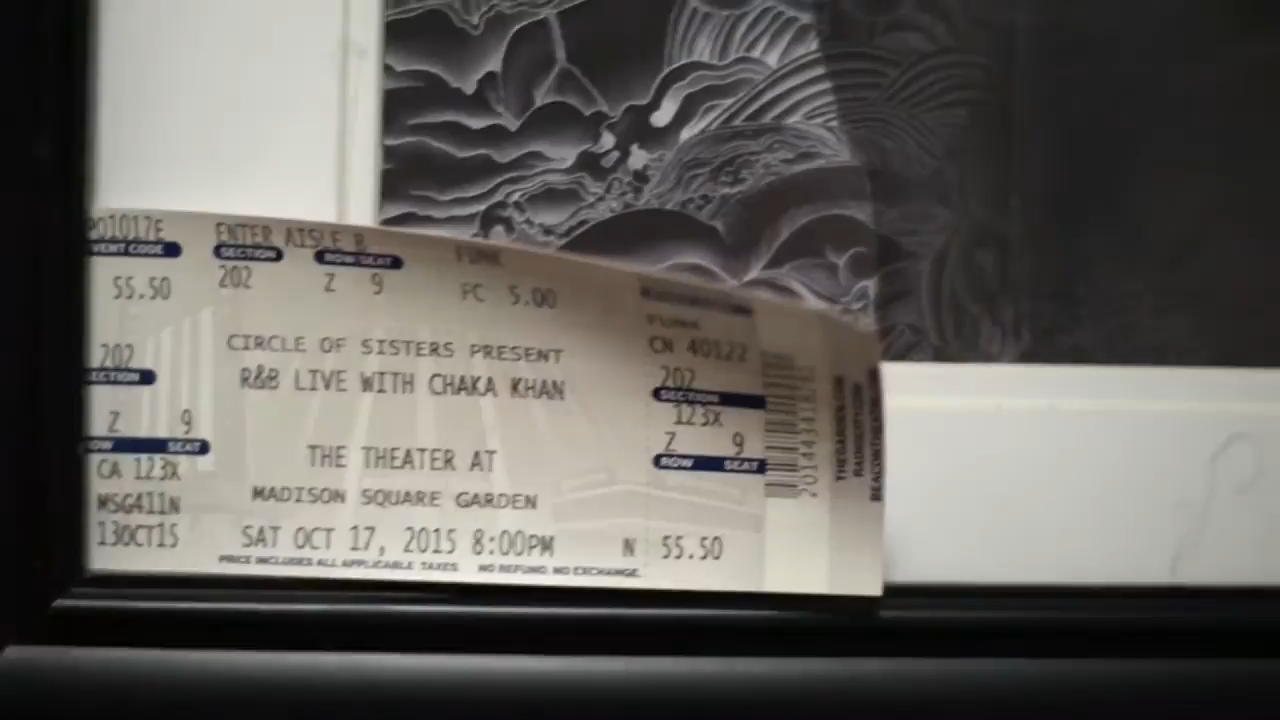 PO1017E ENTER AISLE B
EVENT CODE SECTION ROW/SEAT
55.50 202 Z 9 FC 5.00
CN 40122
CIRCLE OF SISTERS PRESENT
R&B LIVE WITH CHAKA KHAN
THE THEATER AT
MADISON SQUARE GARDEN
SAT OCT 17, 2015 8:00PM
PRICE INCLUDES ALL APPLICABLE TAXES NO REFUND. NO EXCHANGE.
202
SECTION
Z 9
ROW SEAT
CA 123X
MSG411N
13OCT15
202
SECTION
123X
Z 9
ROW SEAT
N 55.50